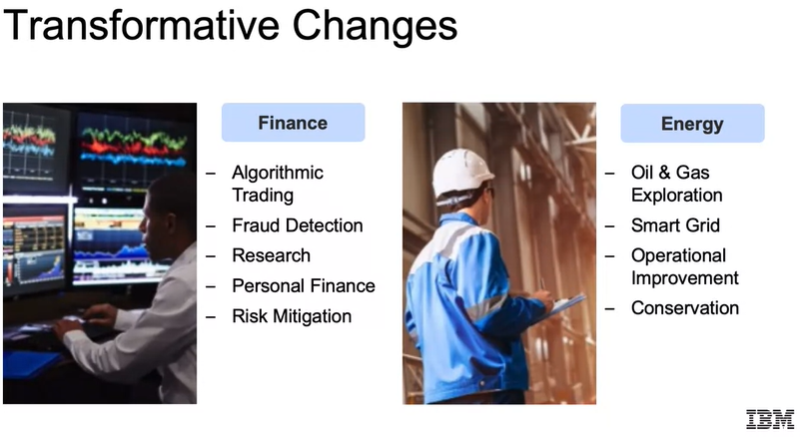 Transformative Changes
Finance
– Algorithmic
Trading
– Fraud Detection
– Research
– Personal Finance
– Risk Mitigation
Energy
– Oil & Gas
Exploration
– Smart Grid
– Operational
Improvement
– Conservation
IBM